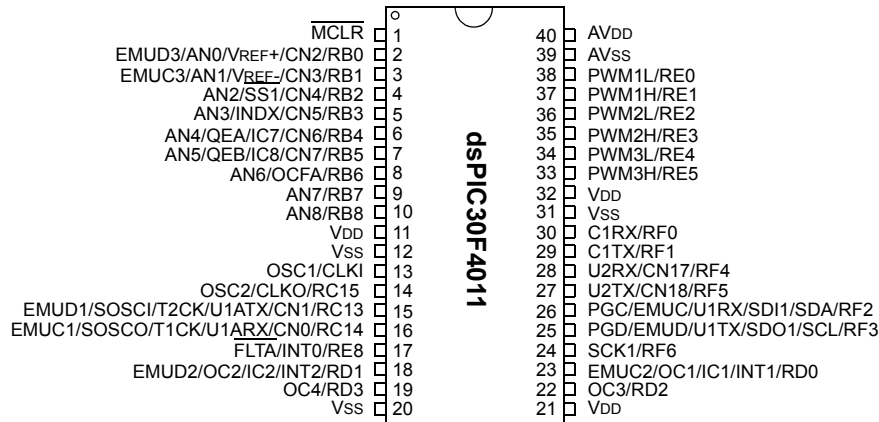 MCLR 1 40 AVDD
EMUD3/AN0/VREF+/CN2/RB0 2 39 AVSS
EMUC3/AN1/VREF-/CN3/RB1 3 38 PWM1L/RE0
AN2/SS1/CN4/RB2 4 37 PWM1H/RE1
AN3/INDX/CN5/RB3 5 36 PWM2L/RE2
AN4/QEA/IC7/CN6/RB4 6 35 PWM2H/RE3
AN5/QEB/IC8/CN7/RB5 7 34 PWM3L/RE4
AN6/OCFA/RB6 8 33 PWM3H/RE5
AN7/RB7 9 32 VDD
AN8/RB8 10 31 VSS
VDD 11 30 C1RX/RF0
VSS 12 29 C1TX/RF1
OSC1/CLKI 13 28 U2RX/CN17/RF4
OSC2/CLKO/RC15 14 27 U2TX/CN18/RF5
EMUD1/SOSCI/T2CK/U1ATX/CN1/RC13 15 26 PGC/EMUC/U1RX/SDI1/SDA/RF2
EMUC1/SOSCO/T1CK/U1ARX/CN0/RC14 16 25 PGD/EMUD/U1TX/SDO1/SCL/RF3
FLTA/INT0/RE8 17 24 SCK1/RF6
EMUD2/OC2/IC2/INT2/RD1 18 23 EMUC2/OC1/IC1/INT1/RD0
OC4/RD3 19 22 OC3/RD2
VSS 20 21 VDD
dsPIC30F4011